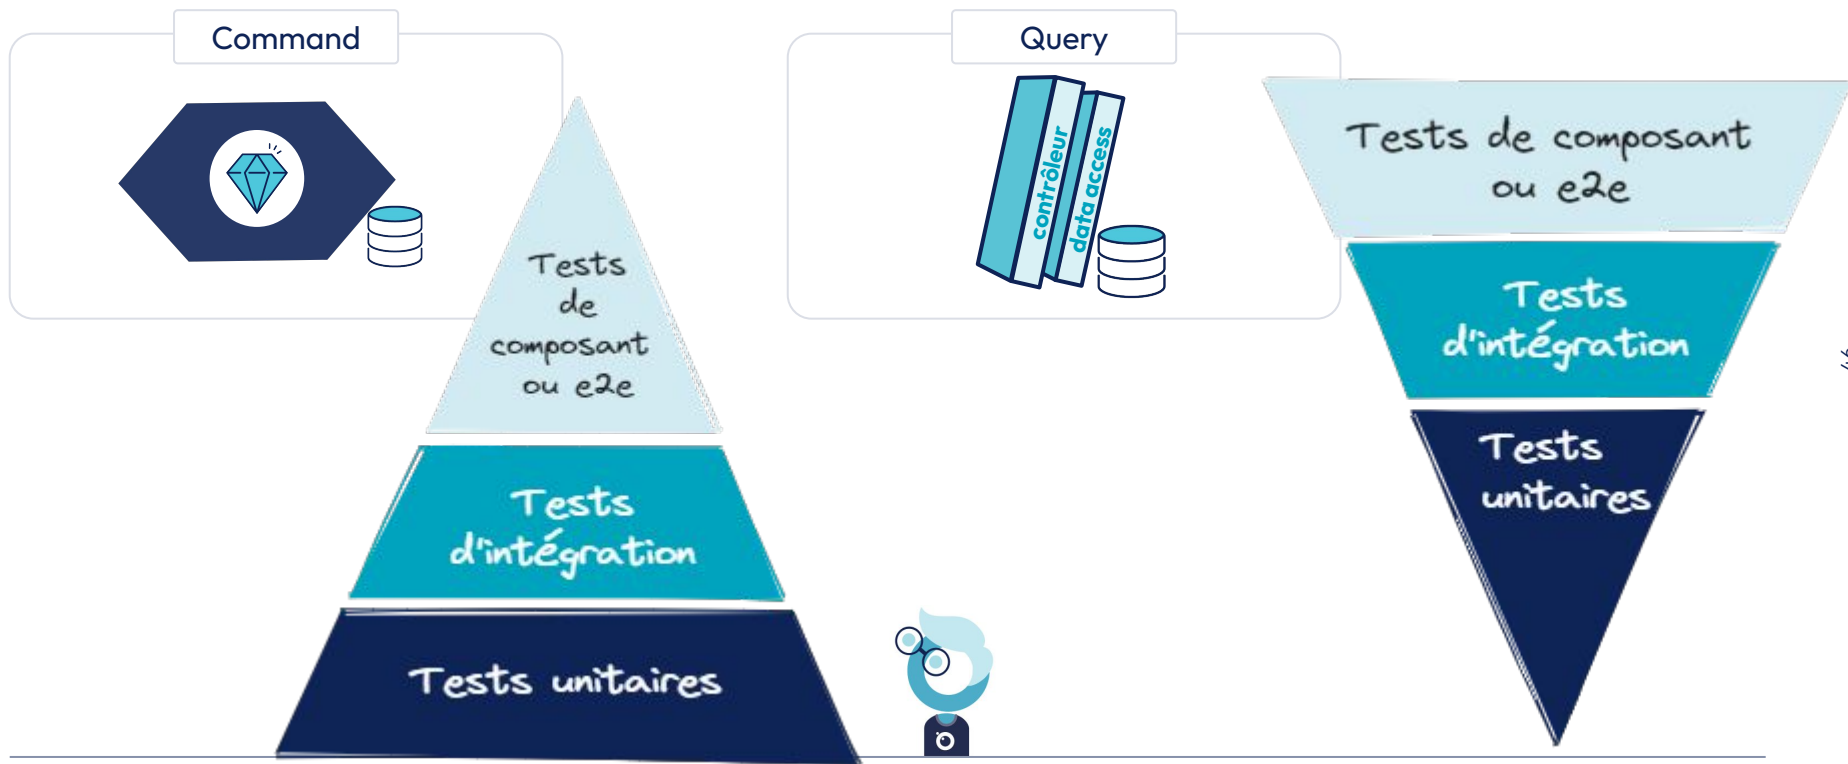 Command
Tests
de
composant
ou e2e
Tests
d'intégration
Tests unitaires
Query
contrôleur
data access
Tests de composant
ou e2e
Tests
d'intégration
Tests
unitaires